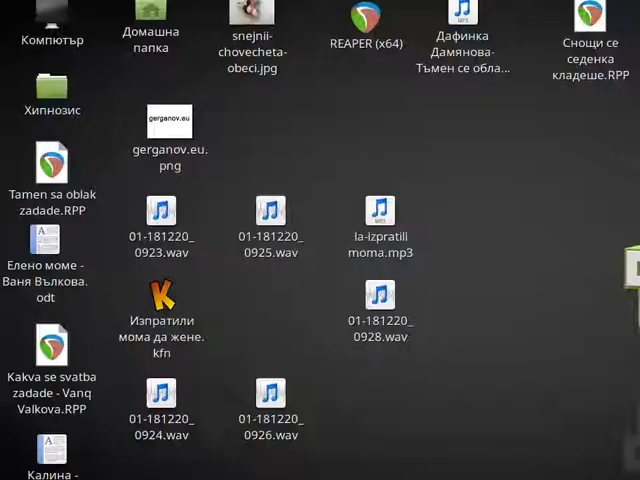 Компютър
Домашна
папка
snejnii-
chovecheta-
obeci.jpg
REAPER (x64)
MP3
Дафинка
Дамянова-
Тъмен се обла...
Снощи се
седенка
кладеше.RPP
Хипнозис
gerganov.eu
gerganov.eu.
png
Tamen sa oblak
zadade.RPP
01-181220_
0923.wav
01-181220_
0925.wav
MP3
la-izpratili
moma.mp3
Елено моме -
Ваня Вълкова.
odt
Изпратили
мома да жене.
kfn
01-181220_
0928.wav
Kakva se svatba
zadade - Vanq
Valkova.RPP
01-181220_
0924.wav
01-181220_
0926.wav
Калина -